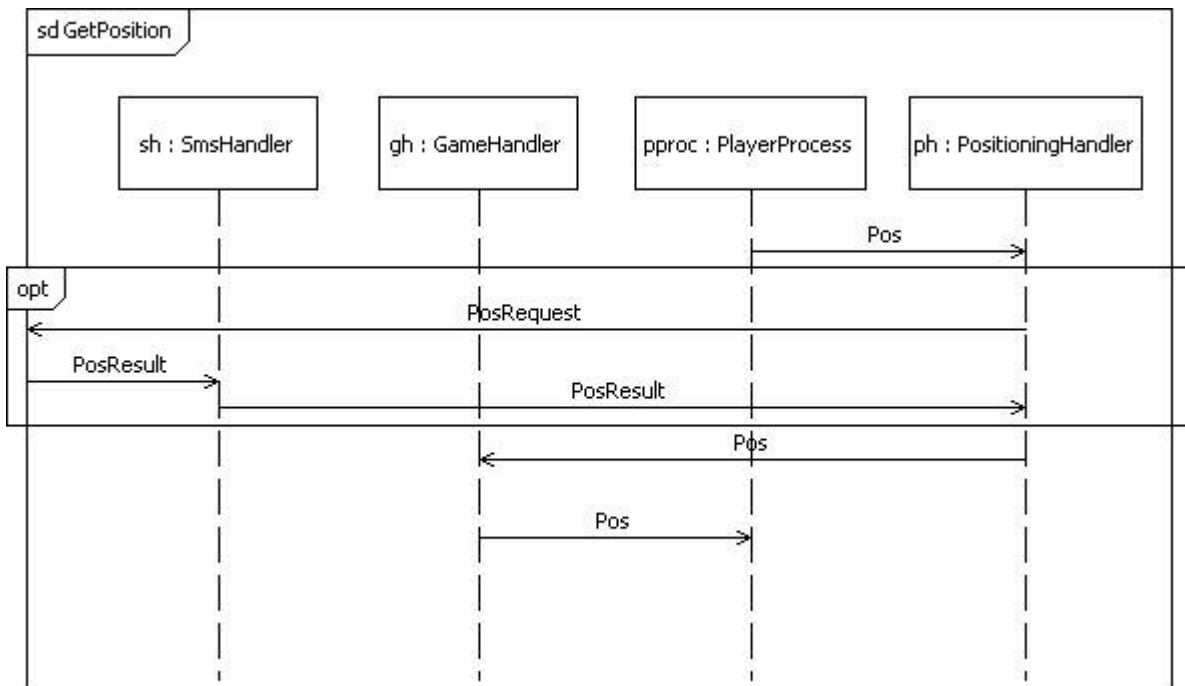 sd GetPosition
sh : SmsHandler
gh : GameHandler
pproc : PlayerProcess
ph : PositioningHandler
Pos
opt
PosRequest
PosResult
PosResult
Pos
Pos